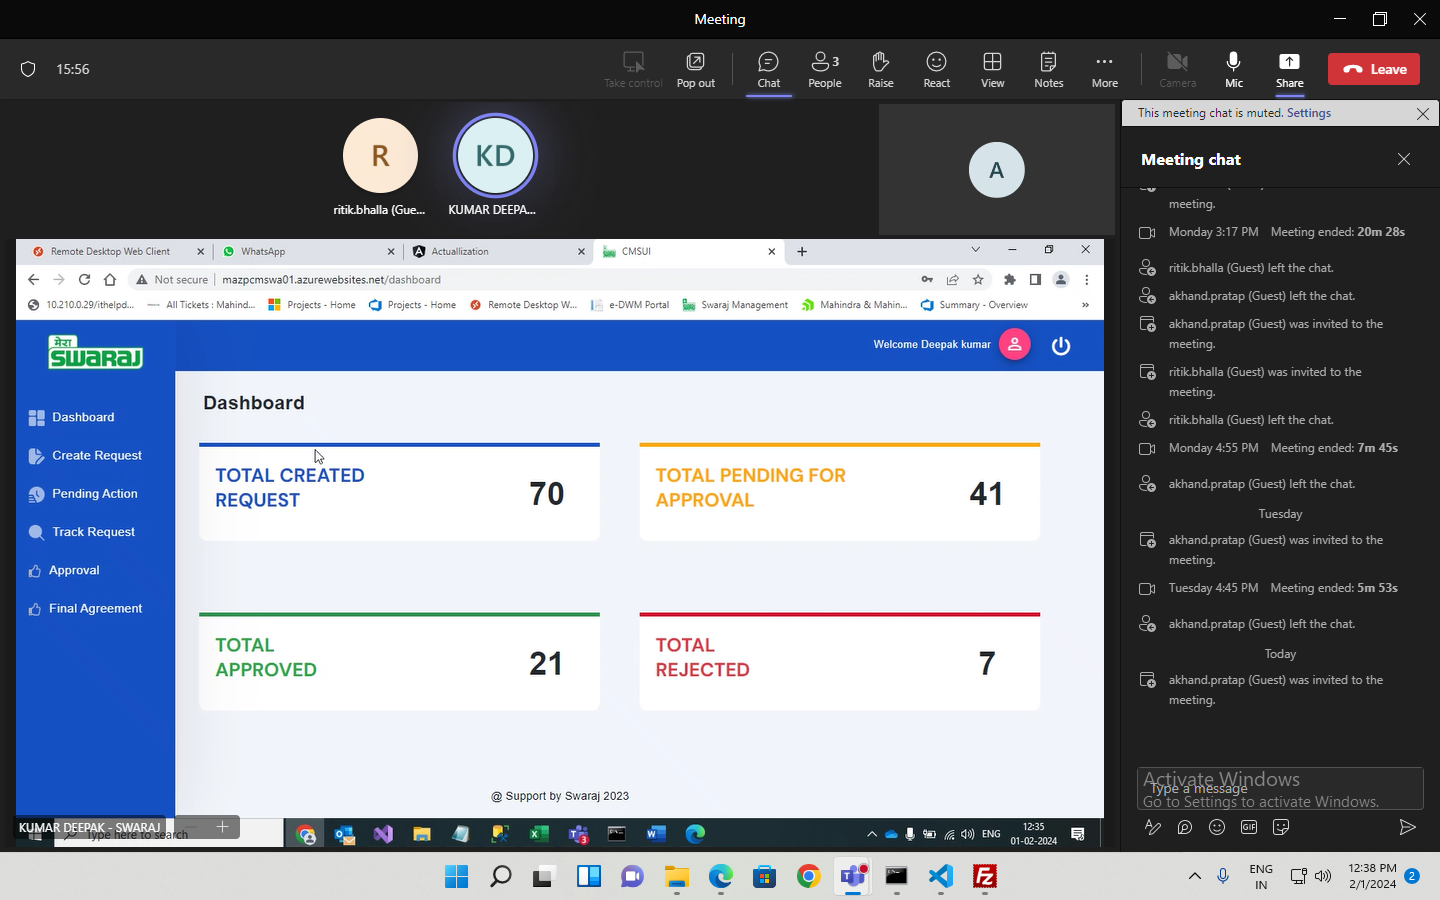 Meeting
15:56
Take control
Pop out
Chat
People
3
Raise
React
View
Notes
More
Camera
Mic
Share
Leave
This meeting chat is muted. Settings
R
KD
A
ritik.bhalla (Gue...
KUMAR DEEPA...
Meeting chat
meeting.
Monday 3:17 PM Meeting ended: 20m 28s
ritik.bhalla (Guest) left the chat.
akhand.pratap (Guest) left the chat.
akhand.pratap (Guest) was invited to the
meeting.
ritik.bhalla (Guest) was invited to the
meeting.
ritik.bhalla (Guest) left the chat.
Monday 4:55 PM Meeting ended: 7m 45s
akhand.pratap (Guest) left the chat.
Tuesday
akhand.pratap (Guest) was invited to the
meeting.
Tuesday 4:45 PM Meeting ended: 5m 53s
akhand.pratap (Guest) left the chat.
Today
akhand.pratap (Guest) was invited to the
meeting.
Type a message
Activate Windows
Go to Settings to activate Windows.
GIF
Remote Desktop Web Client
WhatsApp
Actuallization
CMSUI
Not secure
mazpcmswa01.azurewebsites.net/dashboard
10.210.0.29/ithelpd...
All Tickets : Mahind...
Projects - Home
Projects - Home
Remote Desktop W...
e-DWM Portal
Swaraj Management
Mahindra & Mahin...
Summary - Overview
»
मेरा
SWARAJ
Welcome Deepak kumar
Dashboard
Create Request
Pending Action
Track Request
Approval
Final Agreement
Dashboard
TOTAL CREATED
REQUEST
70
TOTAL PENDING FOR
APPROVAL
41
TOTAL
APPROVED
21
TOTAL
REJECTED
7
@ Support by Swaraj 2023
KUMAR DEEPAK - SWARAJ
Type here to search
3
ENG
12:35
01-02-2024
ENG
IN
12:38 PM
2/1/2024
2